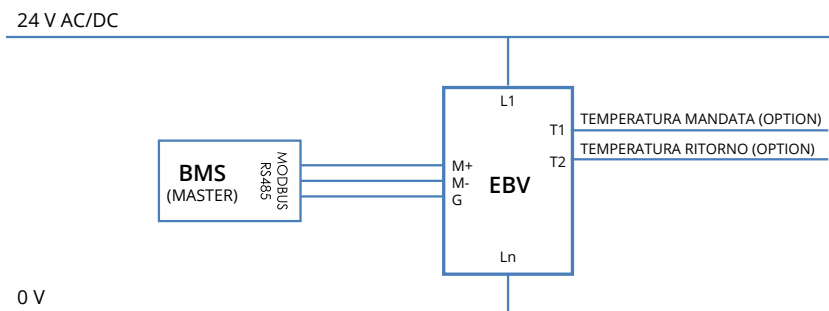 24 V AC/DC
L1
T1
TEMPERATURA MANDATA (OPTION)
T2
TEMPERATURA RITORNO (OPTION)
BMS
(MASTER)
MODBUS
RS485
M+
M-
G
EBV
Ln
0 V